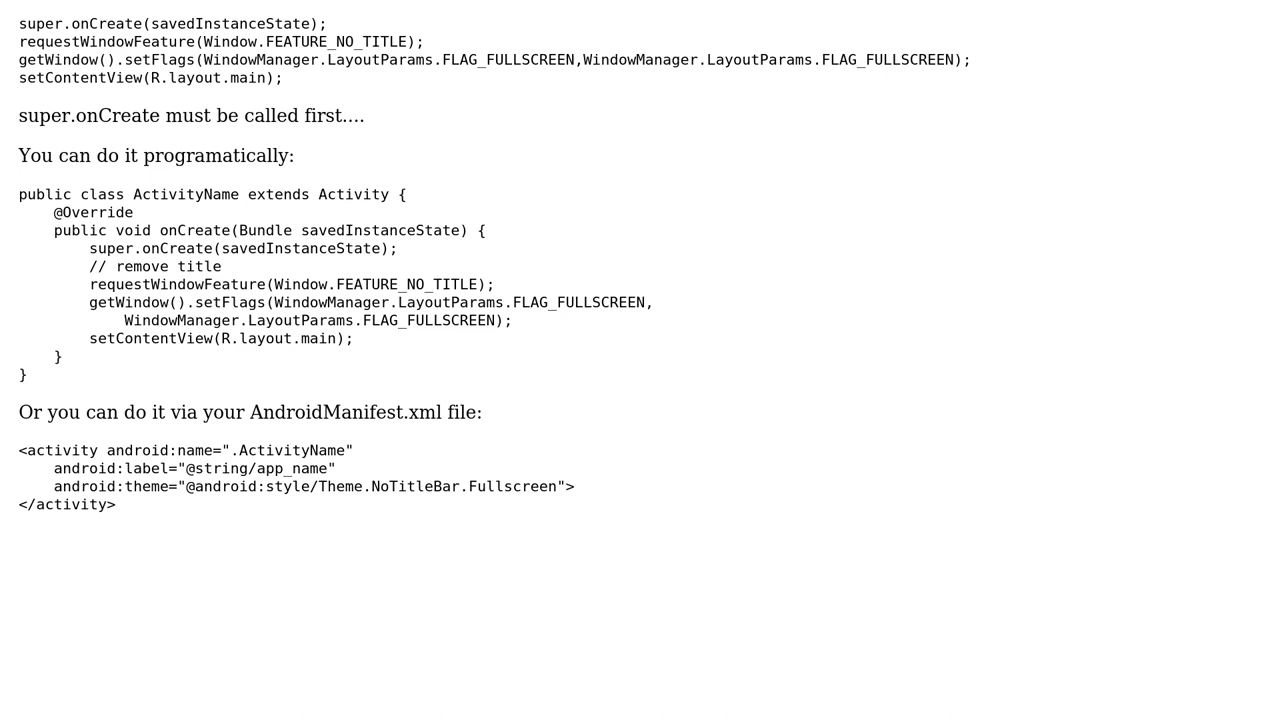 super.onCreate(savedInstanceState);
requestWindowFeature(Window.FEATURE_NO_TITLE);
getWindow().setFlags(WindowManager.LayoutParams.FLAG_FULLSCREEN,WindowManager.LayoutParams.FLAG_FULLSCREEN);
setContentView(R.layout.main);
super.onCreate must be called first....
You can do it programatically:
public class ActivityName extends Activity {
    @Override
    public void onCreate(Bundle savedInstanceState) {
        super.onCreate(savedInstanceState);
        // remove title
        requestWindowFeature(Window.FEATURE_NO_TITLE);
        getWindow().setFlags(WindowManager.LayoutParams.FLAG_FULLSCREEN,
            WindowManager.LayoutParams.FLAG_FULLSCREEN);
        setContentView(R.layout.main);
    }
}
Or you can do it via your AndroidManifest.xml file:
<activity android:name=".ActivityName"
    android:label="@string/app_name"
    android:theme="@android:style/Theme.NoTitleBar.Fullscreen">
</activity>